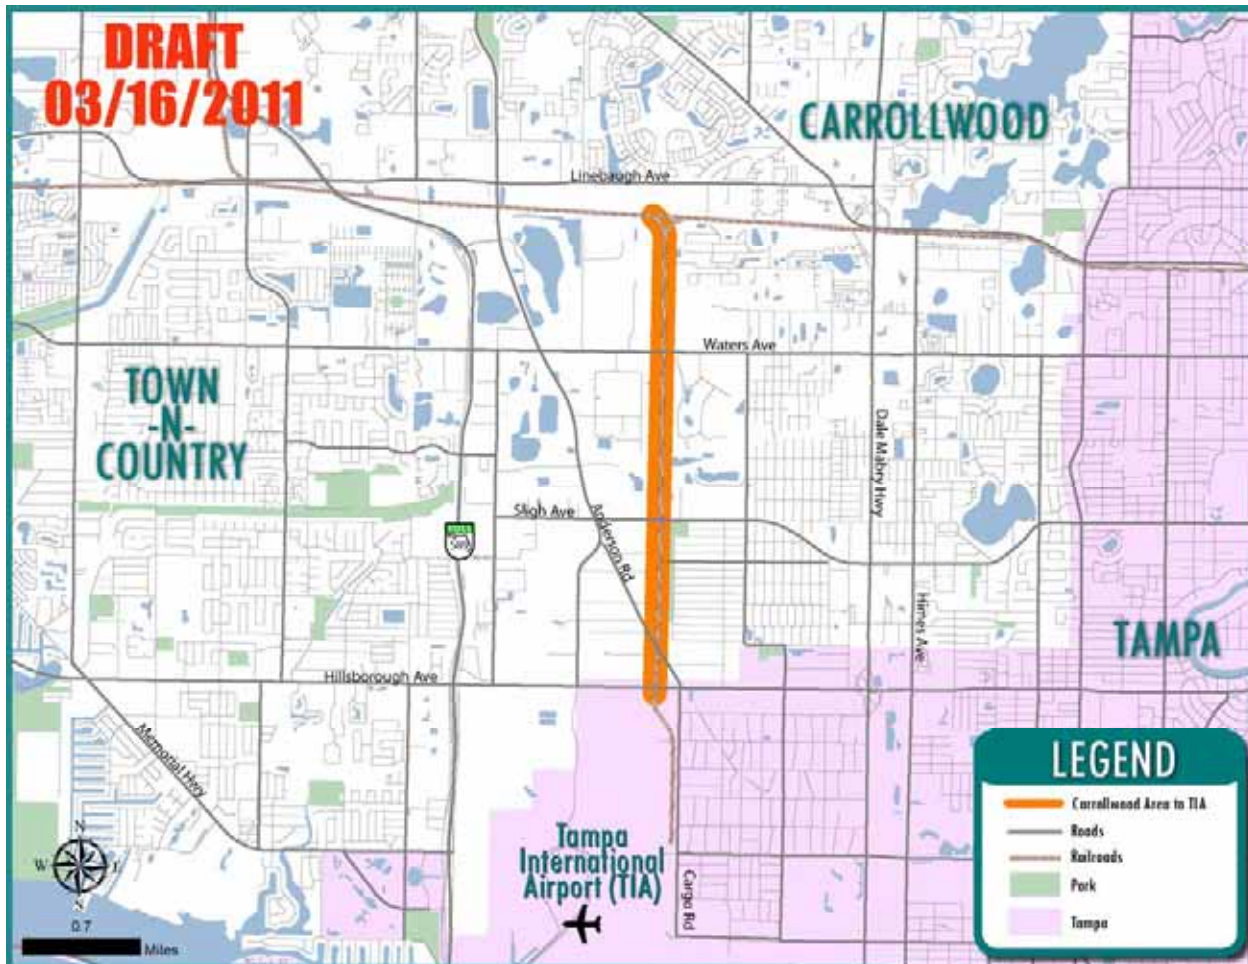 DRAFT
03/16/2011
CARROLLWOOD
Linebaugh Ave
Waters Ave
TOWN
-N-
COUNTRY
Dale Mabry Hwy
Sligh Ave
Anderson Rd
Himes Ave
TAMPA
Hillsborough Ave
Memorial Hwy
Tampa
International
Airport (TIA)
Cargo Rd
N
W
S
0.7
Miles
LEGEND
Carrollwood Area to TIA
Roads
Railroads
Park
Tampa